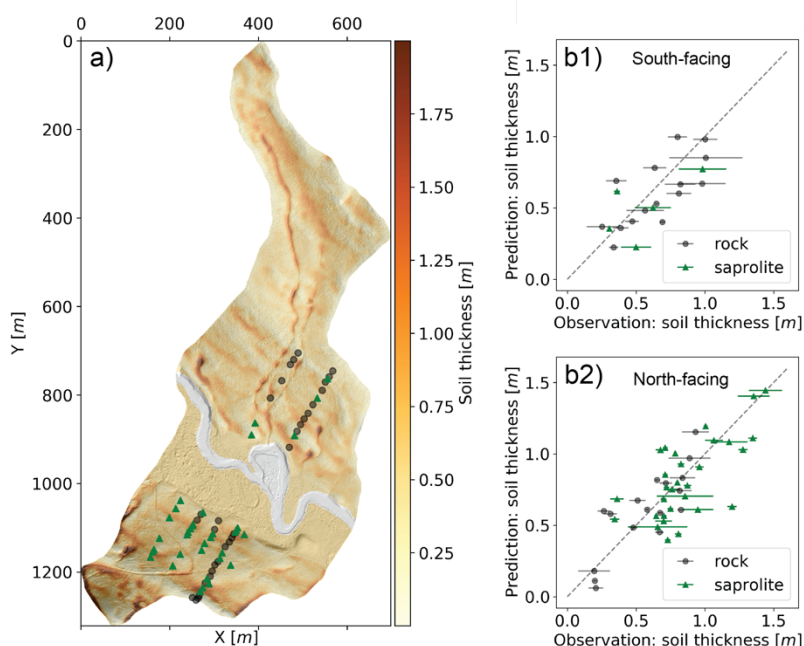 0 200 400 600
a)
0
200
400
600
800
1000
1200
Y [m]
0 200 400 600
X [m]
1.75
1.50
1.25
1.00
0.75
0.50
0.25
Soil thickness [m]
b1)
South-facing
Prediction: soil thickness [m]
1.5
1.0
0.5
0.0
rock
saprolite
0.0 0.5 1.0 1.5
Observation: soil thickness [m]
b2)
North-facing
Prediction: soil thickness [m]
1.5
1.0
0.5
0.0
rock
saprolite
0.0 0.5 1.0 1.5
Observation: soil thickness [m]